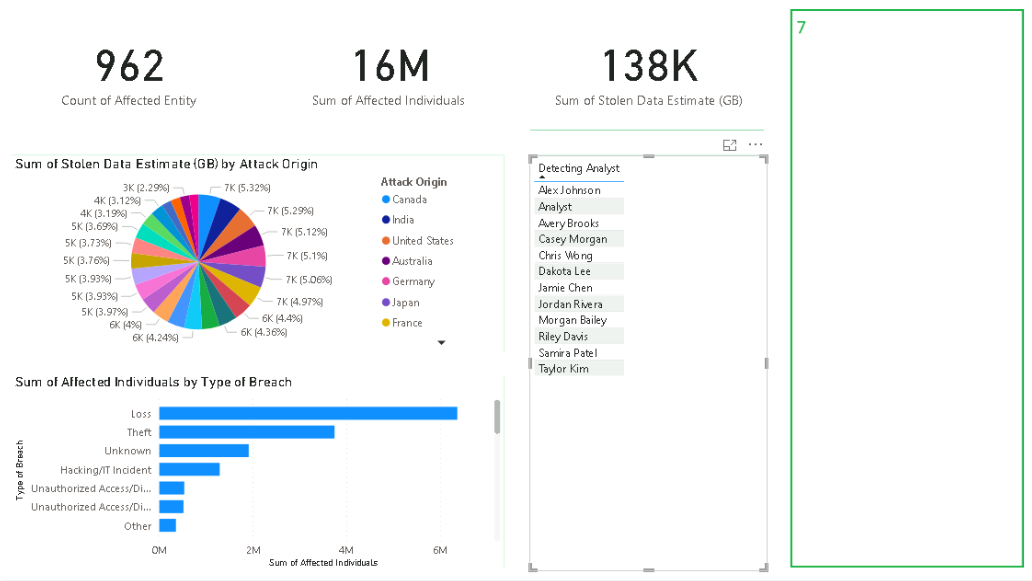 962
Count of Affected Entity
16M
Sum of Affected Individuals
138K
Sum of Stolen Data Estimate (GB)
7
Sum of Stolen Data Estimate (GB) by Attack Origin
3K (2.29%)
4K (3.12%)
4K (3.19%)
5K (3.69%)
5K (3.73%)
5K (3.76%)
5K (3.93%)
5K (3.93%)
5K (3.97%)
6K (4%)
6K (4.24%)
7K (5.32%)
7K (5.29%)
7K (5.12%)
7K (5.1%)
7K (5.06%)
7K (4.97%)
6K (4.4%)
6K (4.36%)
Attack Origin
Canada
India
United States
Australia
Germany
Japan
France
Detecting Analyst
Alex Johnson
Analyst
Avery Brooks
Casey Morgan
Chris Wong
Dakota Lee
Jamie Chen
Jordan Rivera
Morgan Bailey
Riley Davis
Samira Patel
Taylor Kim
Sum of Affected Individuals by Type of Breach
Type of Breach
Loss
Theft
Unknown
Hacking/IT Incident
Unauthorized Access/Di...
Unauthorized Access/Di...
Other
0M 2M 4M 6M
Sum of Affected Individuals